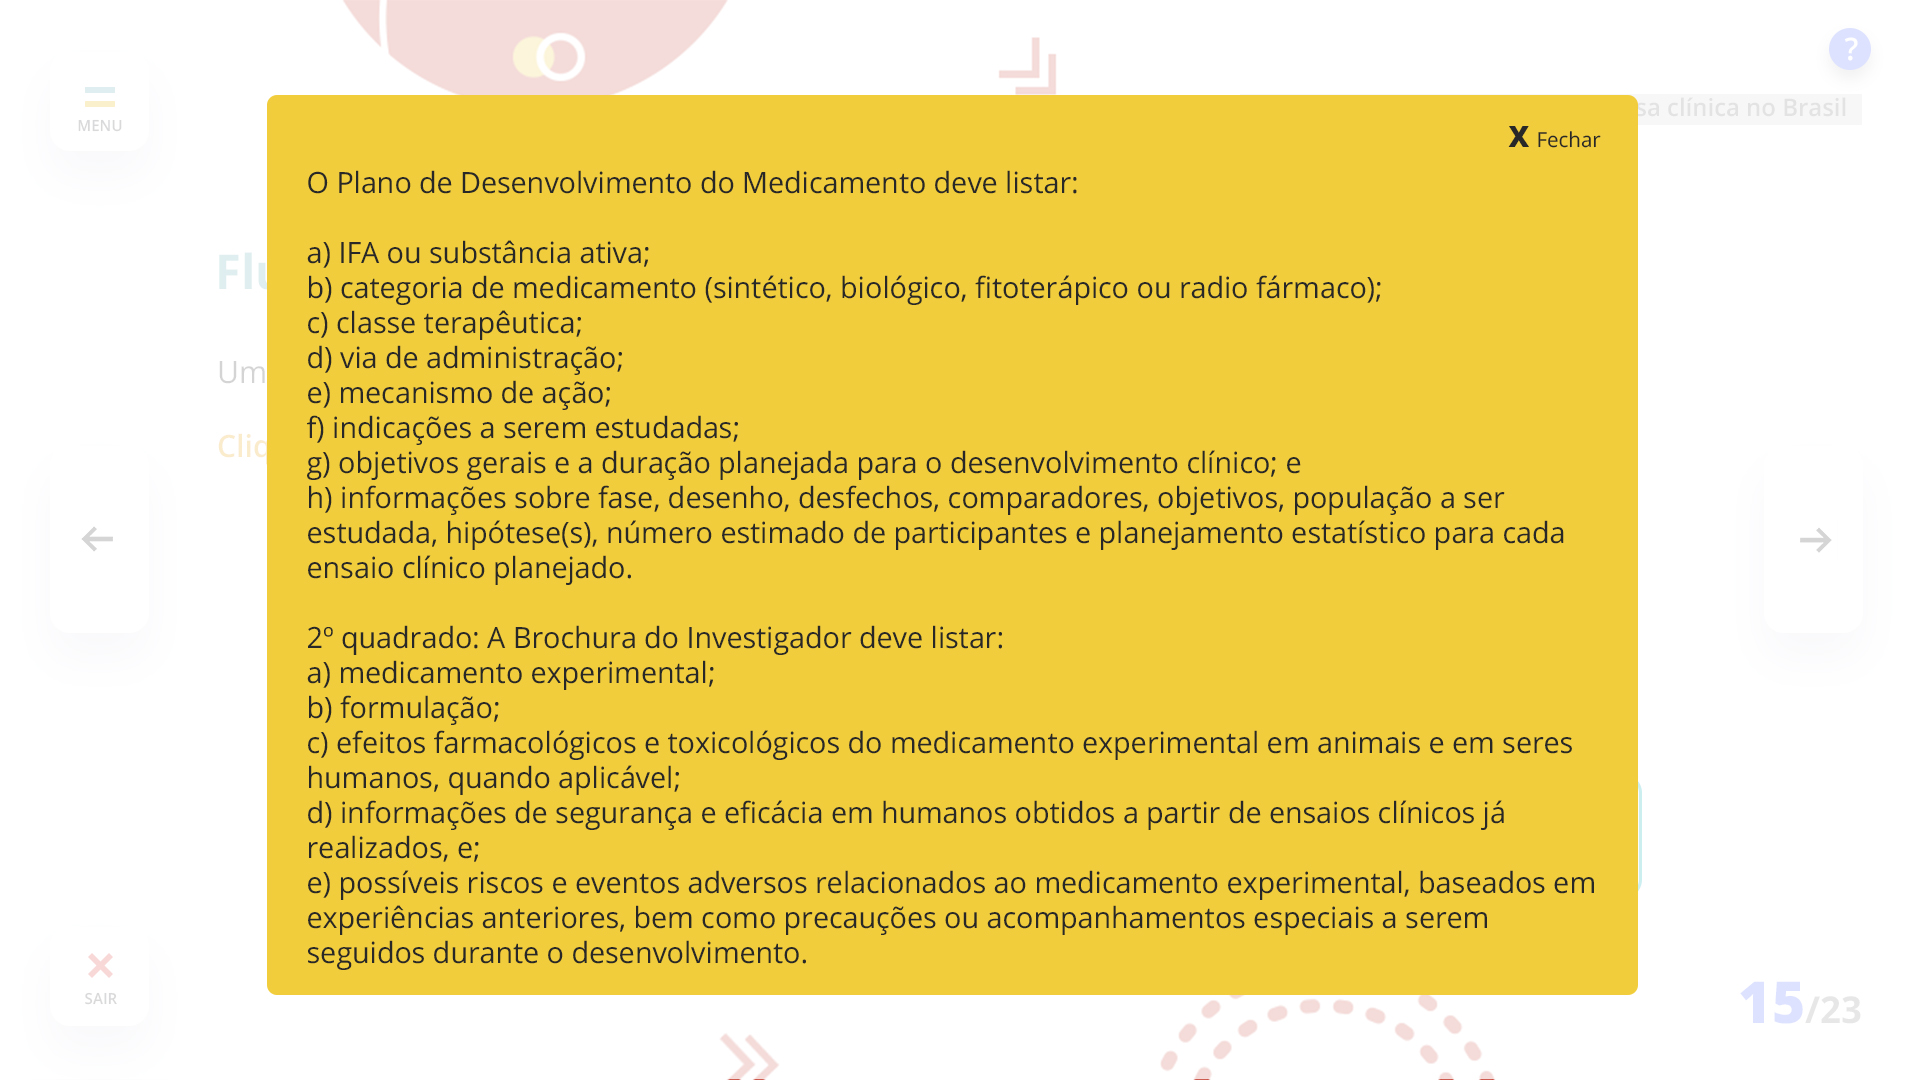 ?
MENU
sa clínica no Brasil
X Fechar
O Plano de Desenvolvimento do Medicamento deve listar:
a) IFA ou substância ativa;
b) categoria de medicamento (sintético, biológico, fitoterápico ou radio fármaco);
c) classe terapêutica;
d) via de administração;
e) mecanismo de ação;
f) indicações a serem estudadas;
g) objetivos gerais e a duração planejada para o desenvolvimento clínico; e
h) informações sobre fase, desenho, desfechos, comparadores, objetivos, população a ser
estudada, hipótese(s), número estimado de participantes e planejamento estatístico para cada
ensaio clínico planejado.
2º quadrado: A Brochura do Investigador deve listar:
a) medicamento experimental;
b) formulação;
c) efeitos farmacológicos e toxicológicos do medicamento experimental em animais e em seres
humanos, quando aplicável;
d) informações de segurança e eficácia em humanos obtidos a partir de ensaios clínicos já
realizados, e;
e) possíveis riscos e eventos adversos relacionados ao medicamento experimental, baseados em
experiências anteriores, bem como precauções ou acompanhamentos especiais a serem
seguidos durante o desenvolvimento.
Flu
Um
Cliq
SAIR
15/23